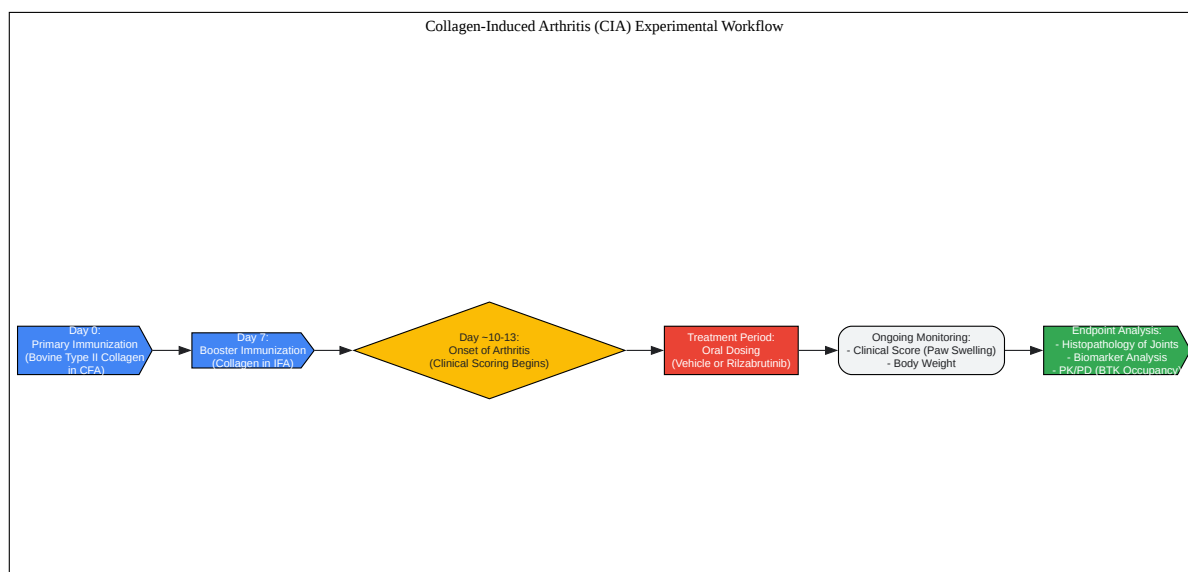 Collagen-Induced Arthritis (CIA) Experimental Workflow
Day 0:
Primary Immunization
(Bovine Type II Collagen
in CFA)
Day 7:
Booster Immunization
(Collagen in IFA)
Day ~10-13:
Onset of Arthritis
(Clinical Scoring Begins)
Treatment Period:
Oral Dosing
(Vehicle or Rilzabrutinib)
Ongoing Monitoring:
- Clinical Score (Paw Swelling)
- Body Weight
Endpoint Analysis:
- Histopathology of Joints
- Biomarker Analysis
- PK/PD (BTK Occupancy)